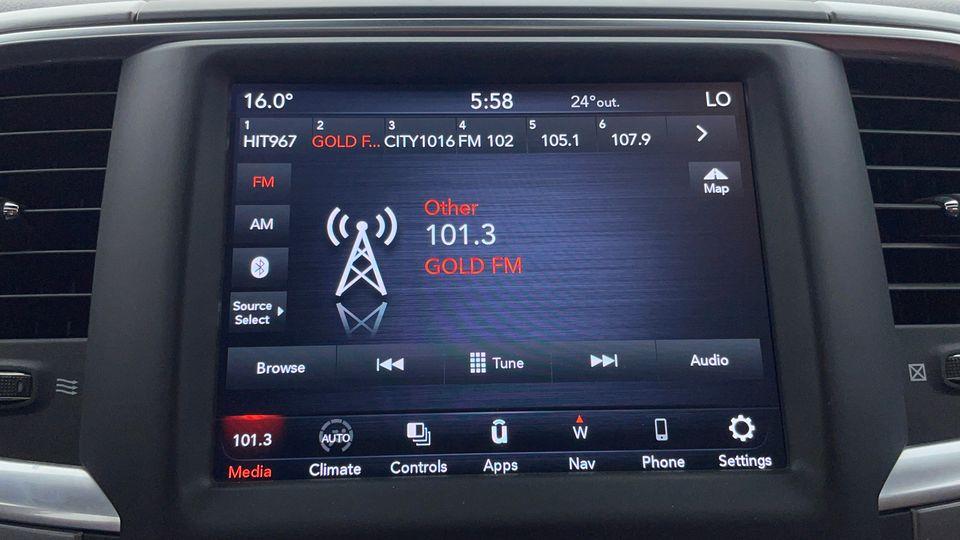 16.0° 5:58 24°out. LO
1 2 3 4 5 6
HIT967 GOLD F... CITY1016 FM 102 105.1 107.9
FM
Map
AM
Other
101.3
GOLD FM
Source
Select
Browse Tune Audio
101.3 AUTO W
Media Climate Controls Apps Nav Phone Settings